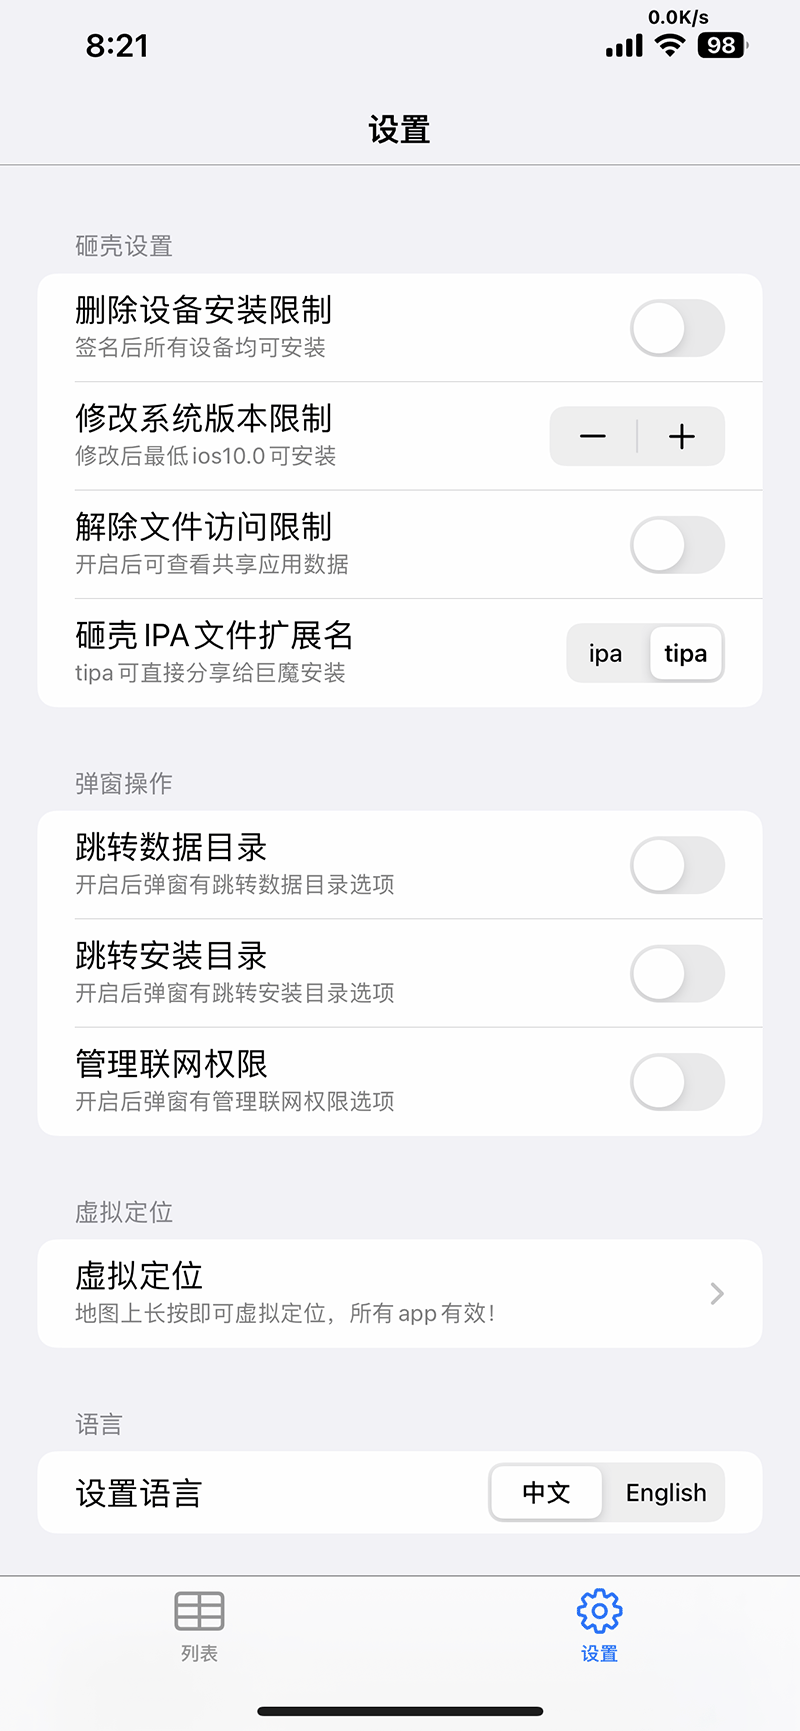 0.0K/s
8:21
98
设置
砸壳设置
删除设备安装限制
签名后所有设备均可安装
修改系统版本限制
修改后最低ios10.0可安装
解除文件访问限制
开启后可查看共享应用数据
砸壳IPA文件扩展名
tipa可直接分享给巨魔安装
ipa
tipa
弹窗操作
跳转数据目录
开启后弹窗有跳转数据目录选项
跳转安装目录
开启后弹窗有跳转安装目录选项
管理联网权限
开启后弹窗有管理联网权限选项
虚拟定位
虚拟定位
地图上长按即可虚拟定位，所有app有效！
语言
设置语言
中文
English
列表
设置